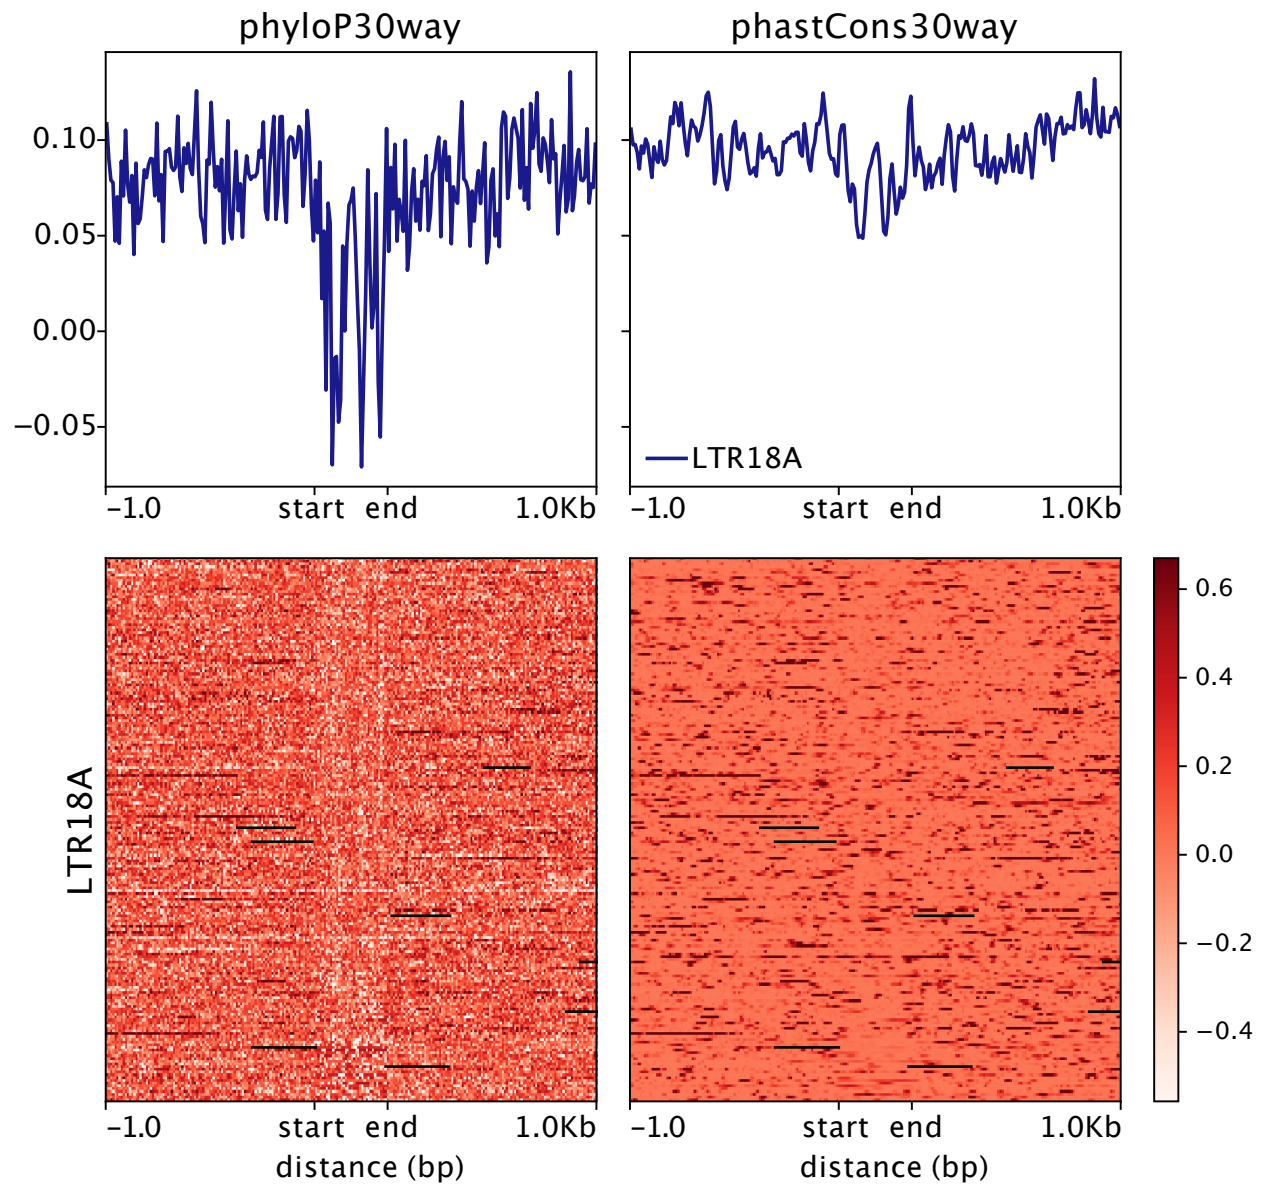 phyloP30way phastCons30way
0.10
0.05
0.00
−0.05
LTR18A
−1.0 start end 1.0Kb −1.0 start end 1.0Kb
LTR18A
0.6
0.4
0.2
0.0
−0.2
−0.4
−1.0 start end 1.0Kb −1.0 start end 1.0Kb
distance (bp) distance (bp)